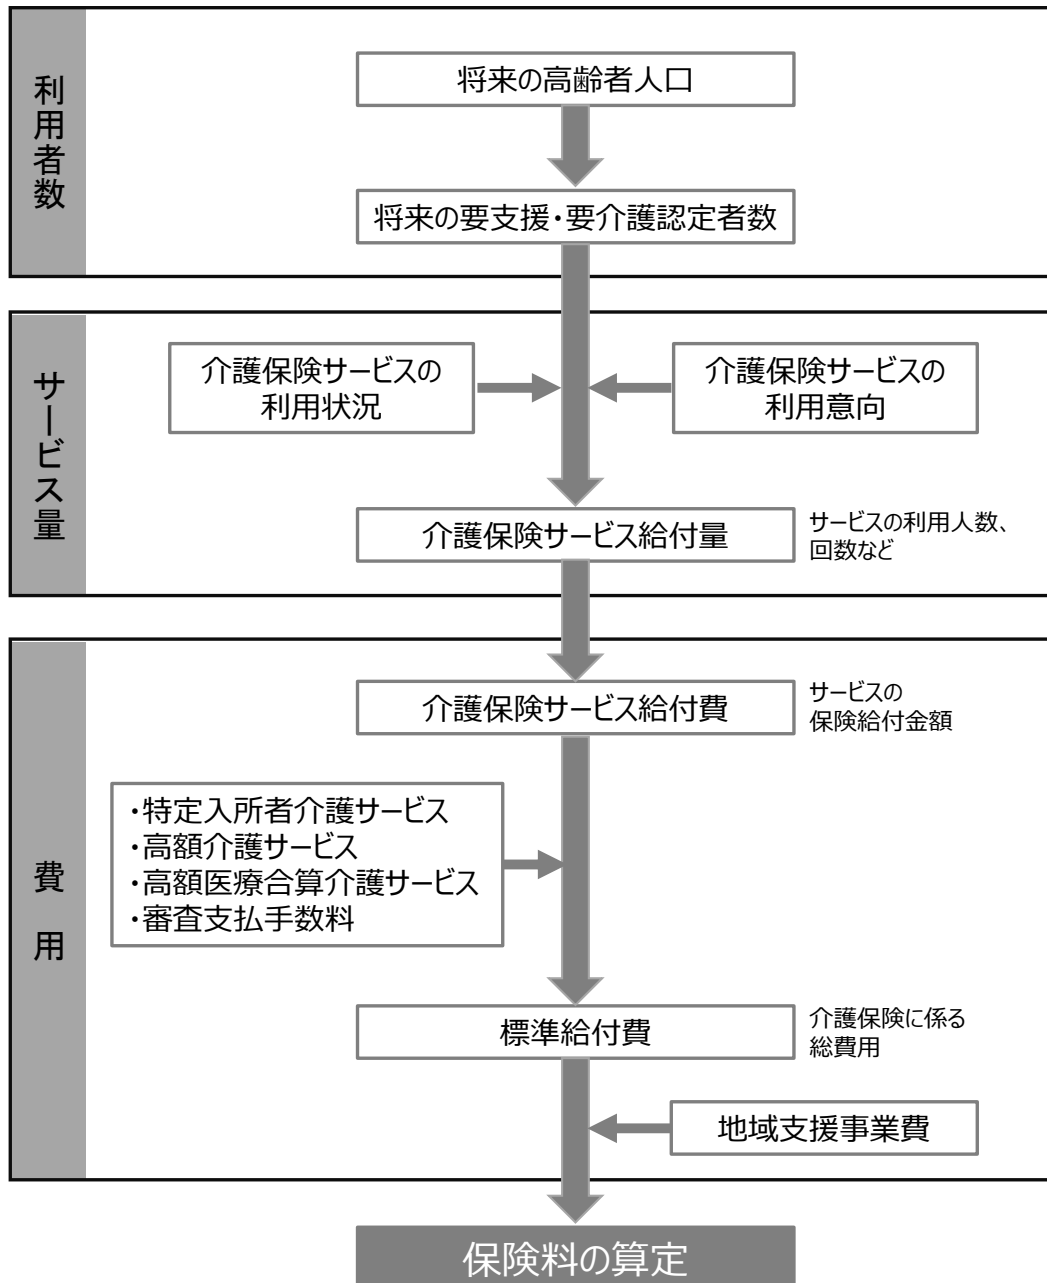 利用者数
将来の高齢者人口
将来の要支援・要介護認定者数
サービス量
介護保険サービスの
利用状況
介護保険サービスの
利用意向
介護保険サービス給付量
サービスの利用人数、
回数など
費用
介護保険サービス給付費
サービスの
保険給付金額
・特定入所者介護サービス
・高額介護サービス
・高額医療合算介護サービス
・審査支払手数料
標準給付費
介護保険に係る
総費用
地域支援事業費
保険料の算定